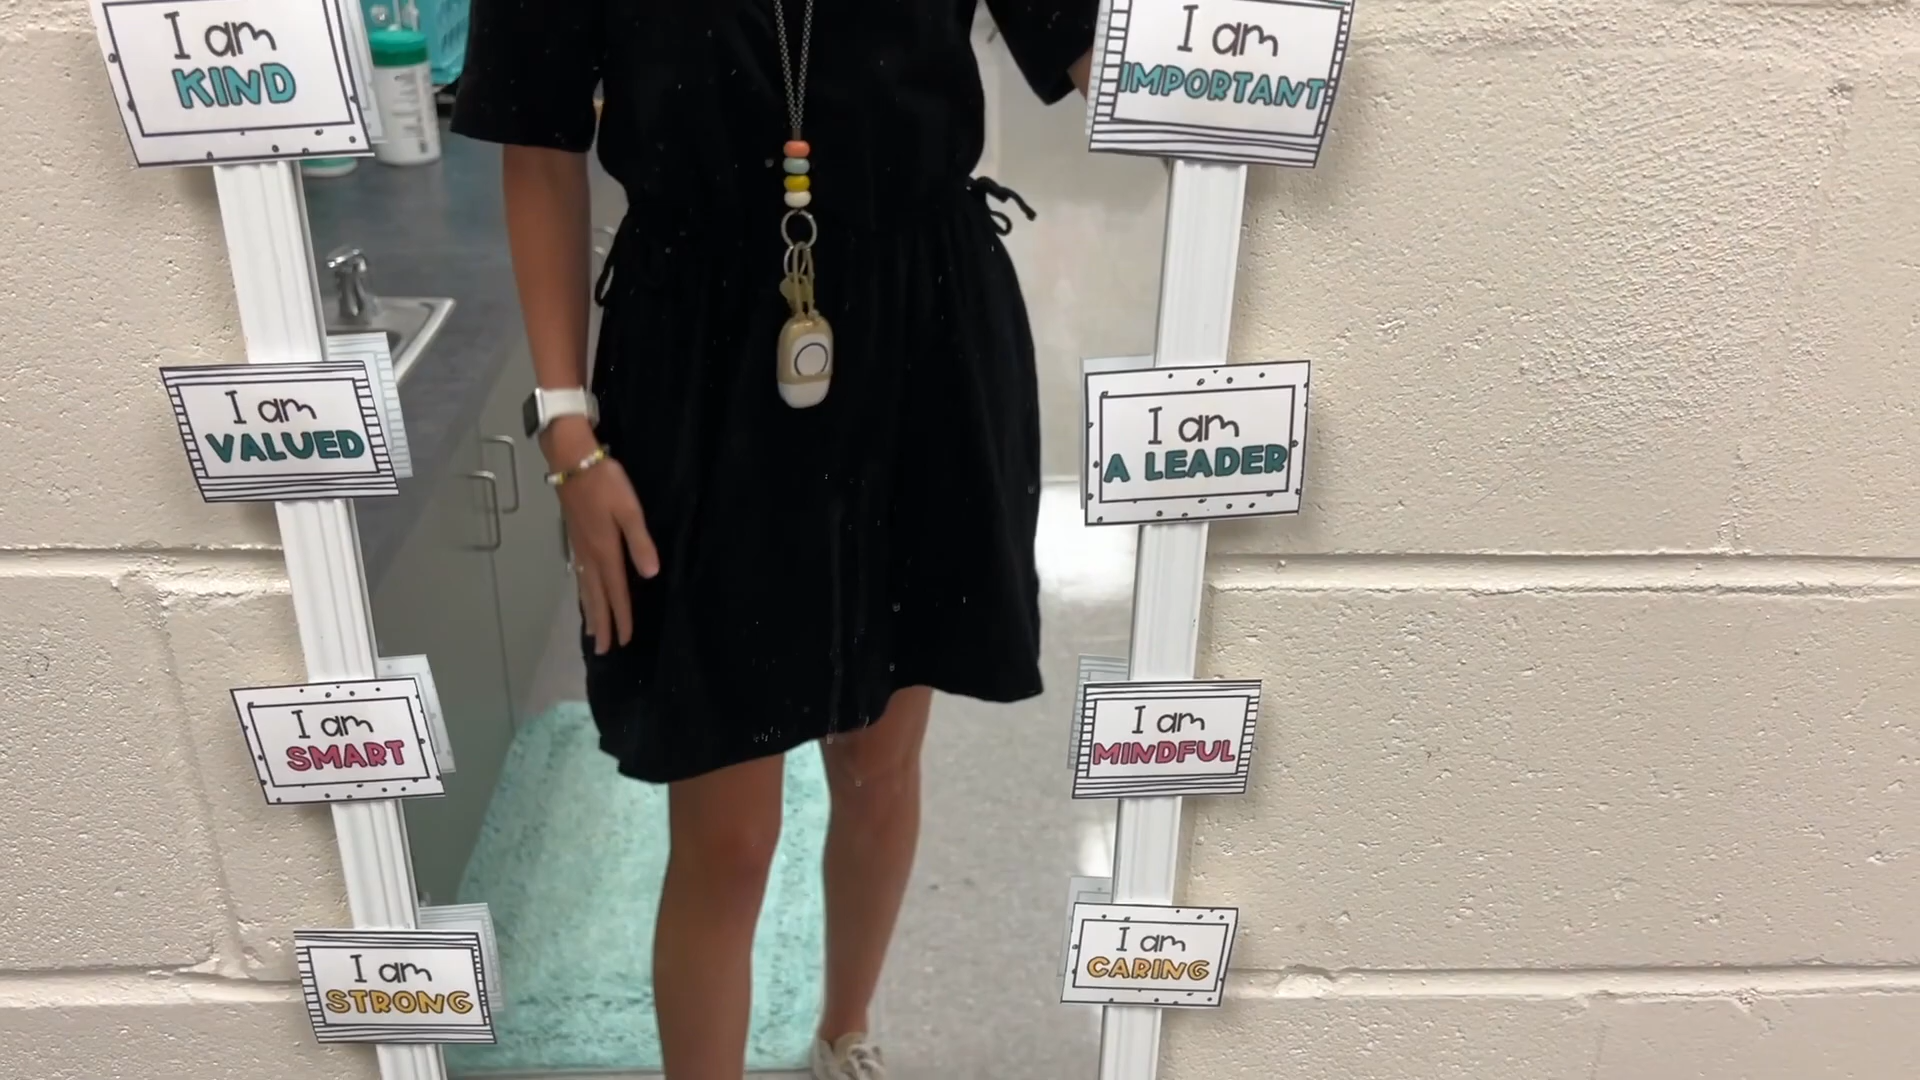 I am
KIND
I am
VALUED
I am
SMART
I am
STRONG
I am
IMPORTANT
I am
A LEADER
I am
MINDFUL
I am
CARING